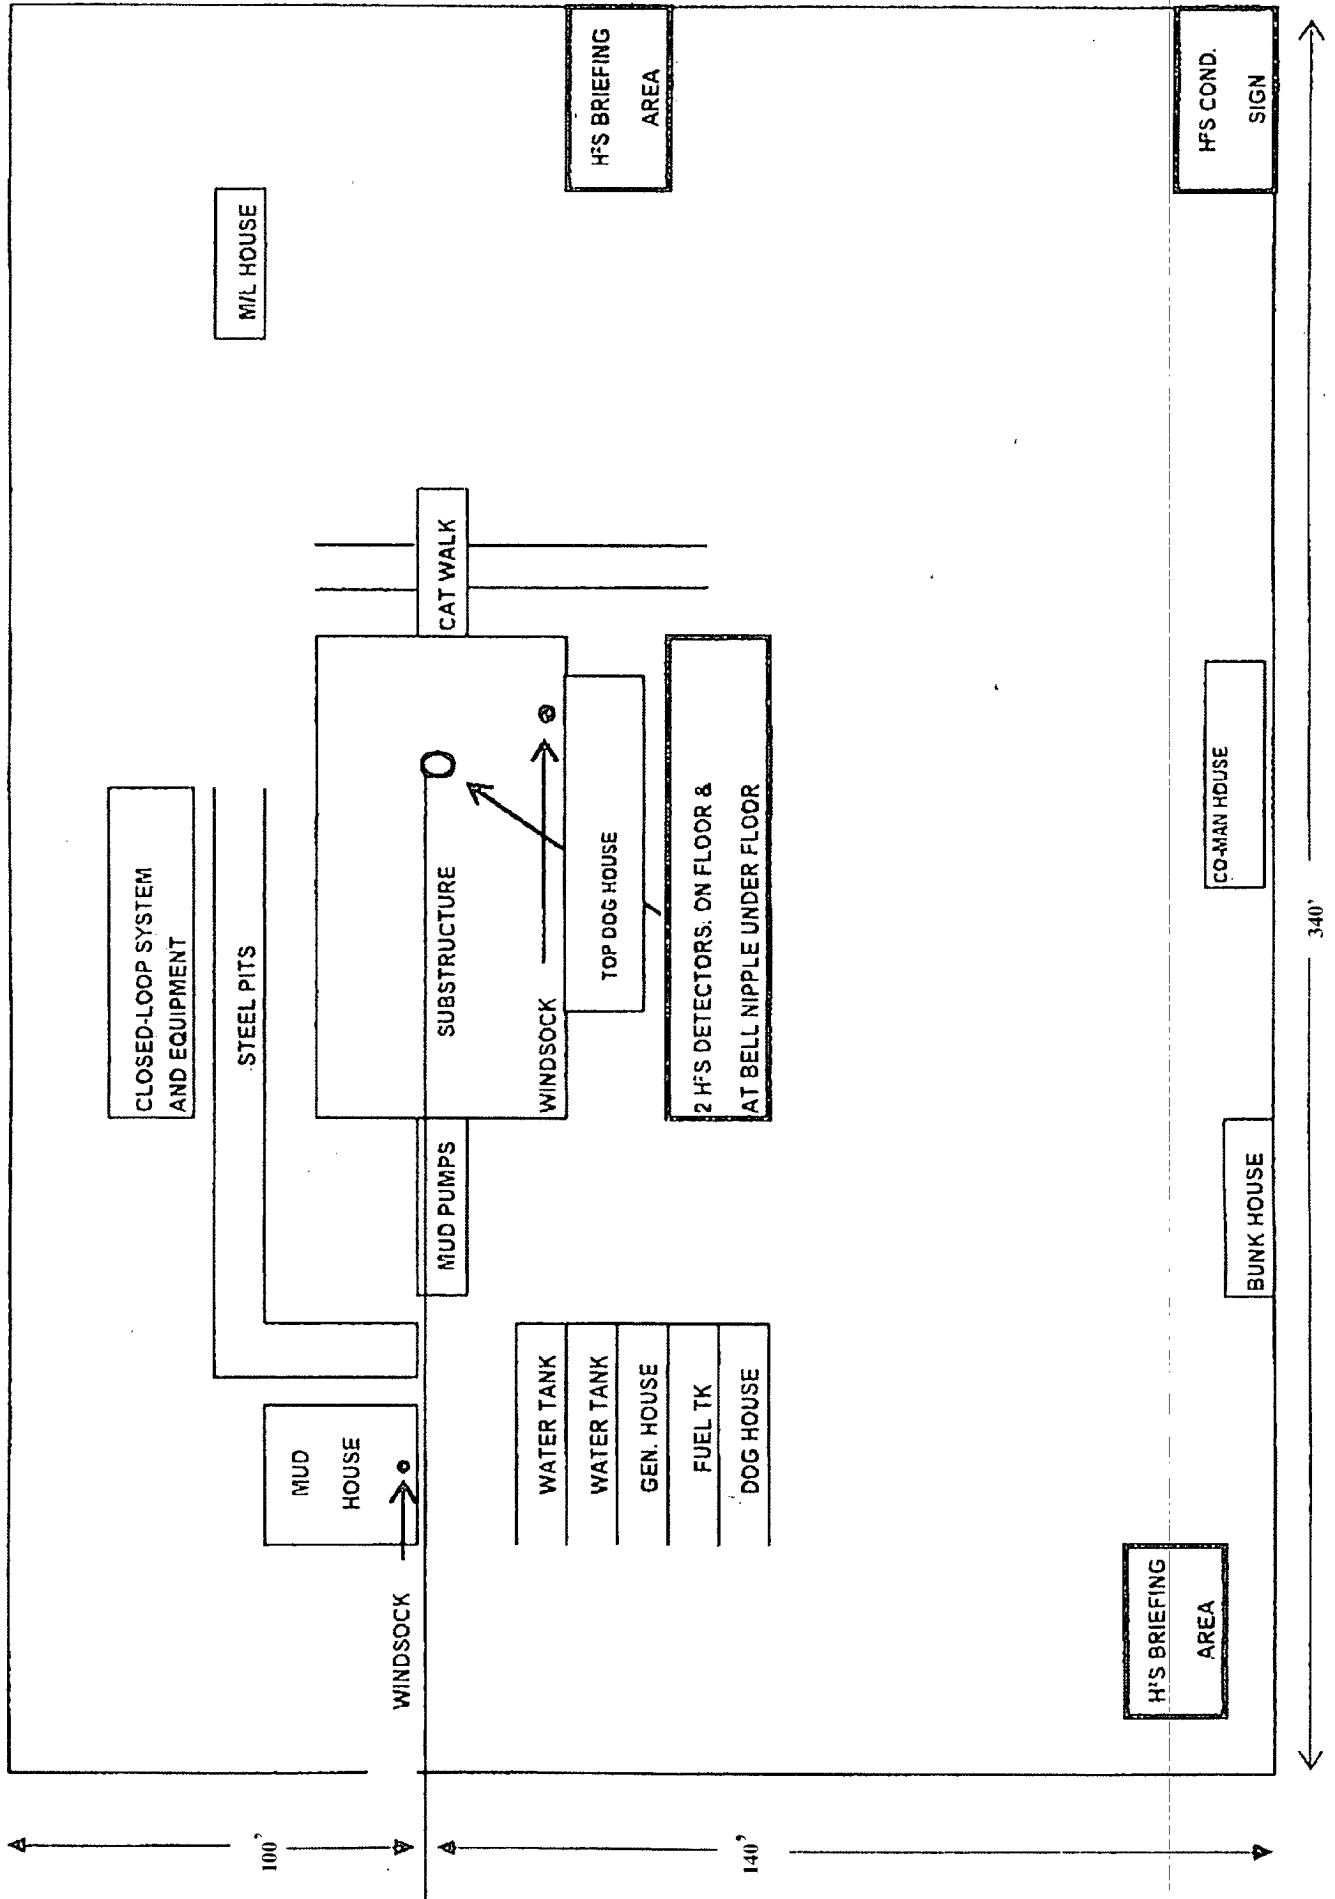 CLOSED-LOOP SYSTEM
AND EQUIPMENT
STEEL PITS
M/L HOUSE
MUD
HOUSE
WINDSOCK
MUD PUMPS
SUBSTRUCTURE
CAT WALK
WINDSOCK
TOP DOG HOUSE
2 H²S DETECTORS. ON FLOOR &
AT BELL NIPPLE UNDER FLOOR
WATER TANK
WATER TANK
GEN. HOUSE
FUEL TK
DOG HOUSE
H²S BRIEFING
AREA
H²S BRIEFING
AREA
BUNK HOUSE
CO-MAN HOUSE
H²S COND.
SIGN
100'
140'
340'